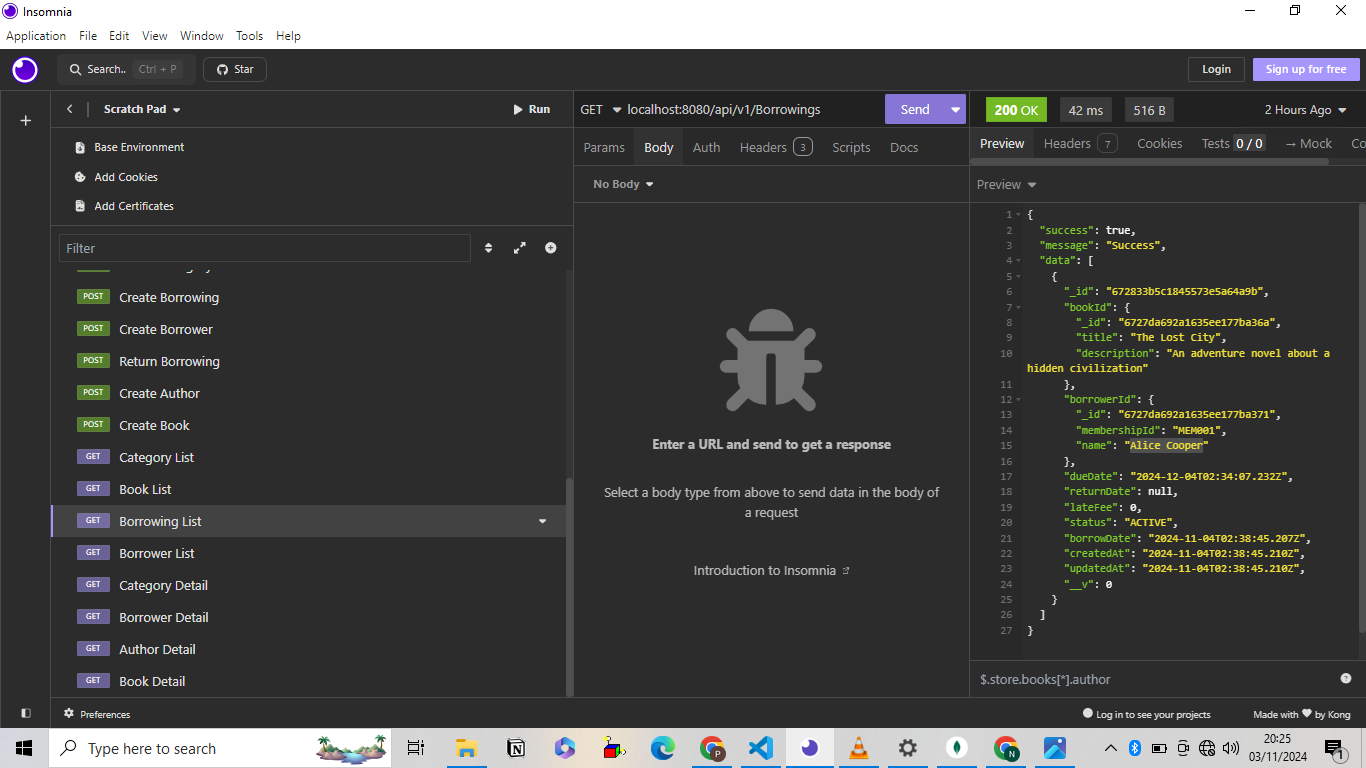 Insomnia
Application File Edit View Window Tools Help
Search.. Ctrl + P Star Login Sign up for free
Scratch Pad Run
Base Environment
Add Cookies
Add Certificates
Filter
POST Create Borrowing
POST Create Borrower
POST Return Borrowing
POST Create Author
POST Create Book
GET Category List
GET Book List
GET Borrowing List
GET Borrower List
GET Category Detail
GET Borrower Detail
GET Author Detail
GET Book Detail
Preferences
GET localhost:8080/api/v1/Borrowings Send
Params Body Auth Headers 3 Scripts Docs
No Body
Enter a URL and send to get a response
Select a body type from above to send data in the body of
a request
Introduction to Insomnia
200 OK 42 ms 516 B 2 Hours Ago
Preview Headers 7 Cookies Tests 0 / 0 → Mock Co
Preview
1 {
2 "success": true,
3 "message": "Success",
4 "data": [
5 {
6 "_id": "672833b5c1845573e5a64a9b",
7 "bookId": {
8 "_id": "6727da692a1635ee177ba36a",
9 "title": "The Lost City",
10 "description": "An adventure novel about a
hidden civilization"
11 },
12 "borrowerId": {
13 "_id": "6727da692a1635ee177ba371",
14 "membershipId": "MEM001",
15 "name": "Alice Cooper"
16 },
17 "dueDate": "2024-12-04T02:34:07.232Z",
18 "returnDate": null,
19 "lateFee": 0,
20 "status": "ACTIVE",
21 "borrowDate": "2024-11-04T02:38:45.207Z",
22 "createdAt": "2024-11-04T02:38:45.210Z",
23 "updatedAt": "2024-11-04T02:38:45.210Z",
24 "__v": 0
25 }
26 ]
27 }
$.store.books[*].author
Log in to see your projects Made with by Kong
Type here to search
P
N
20:25
03/11/2024
1